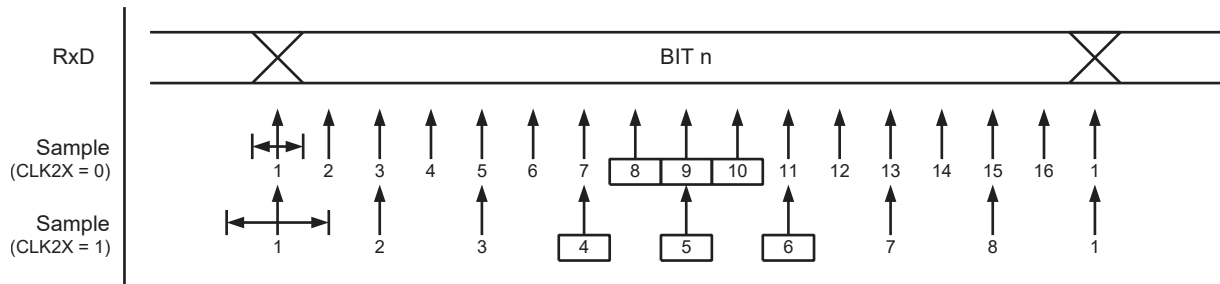 RxD BIT n
Sample
(CLK2X = 0)
1 2 3 4 5 6 7 8 9 10 11 12 13 14 15 16 1
Sample
(CLK2X = 1)
1 2 3 4 5 6 7 8 1